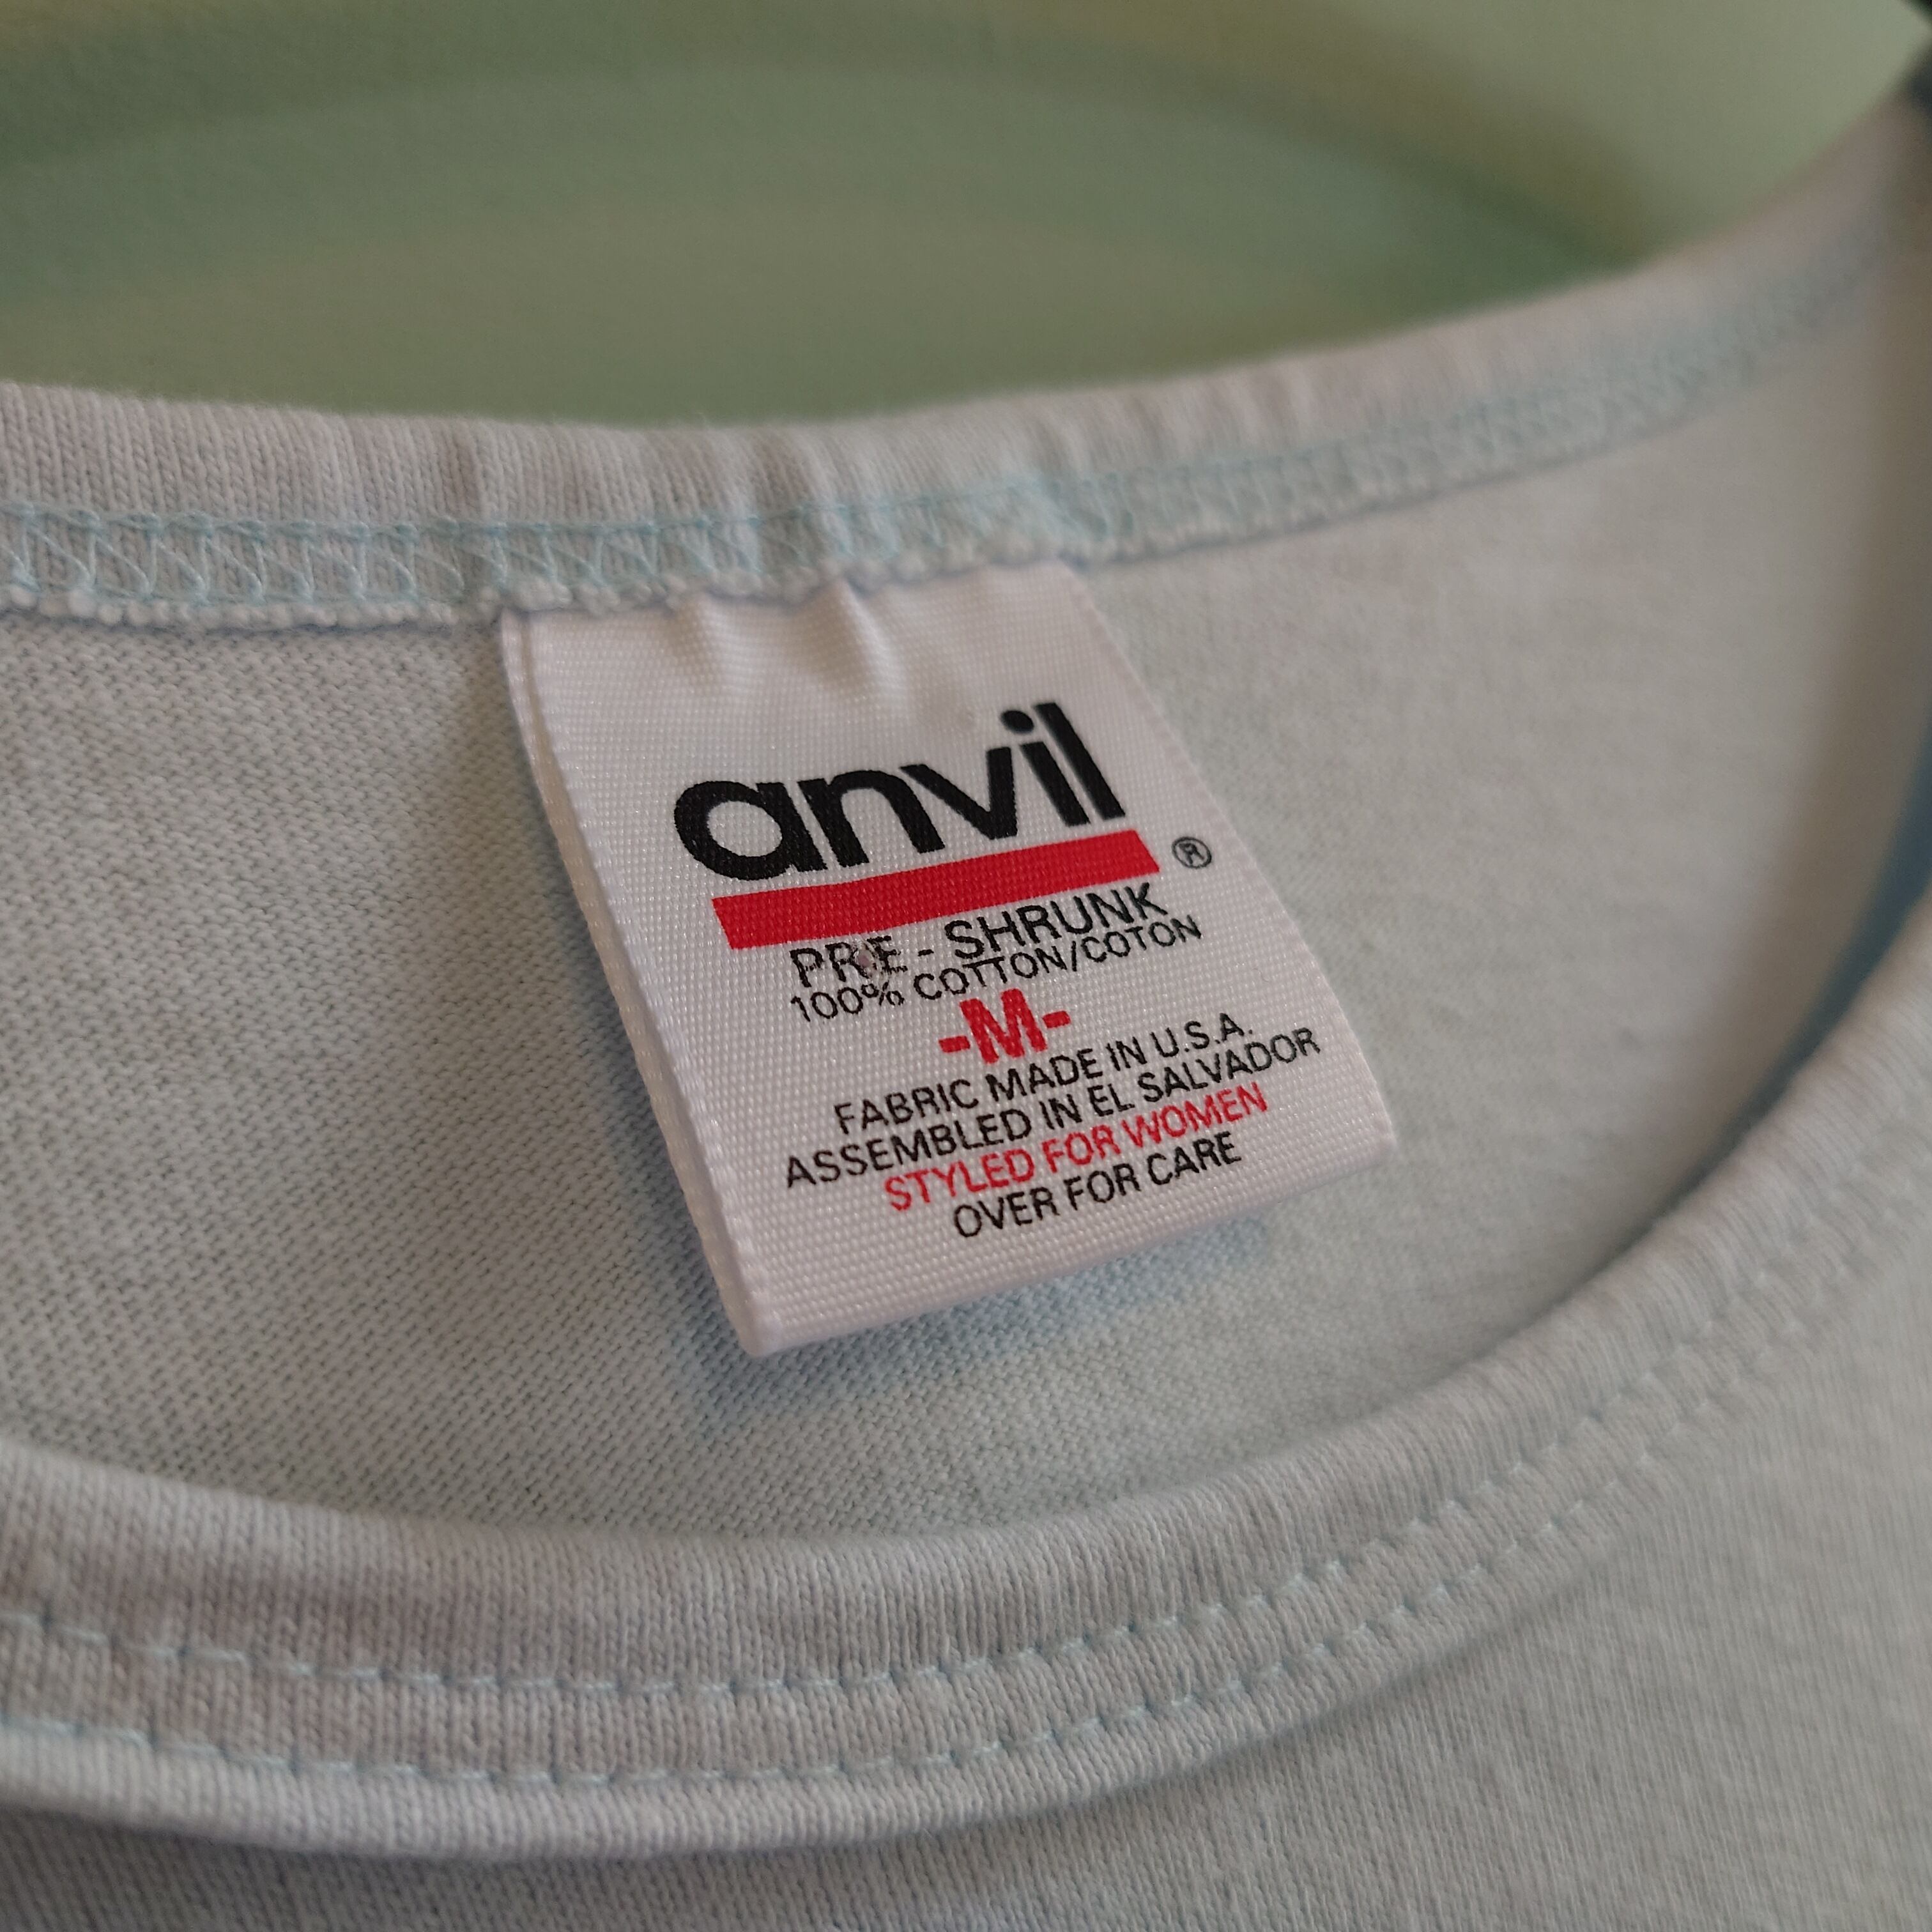 anvil
®
PRE - SHRUNK
100% COTTON/COTON
-M-
FABRIC MADE IN U.S.A.
ASSEMBLED IN EL SALVADOR
STYLED FOR WOMEN
OVER FOR CARE